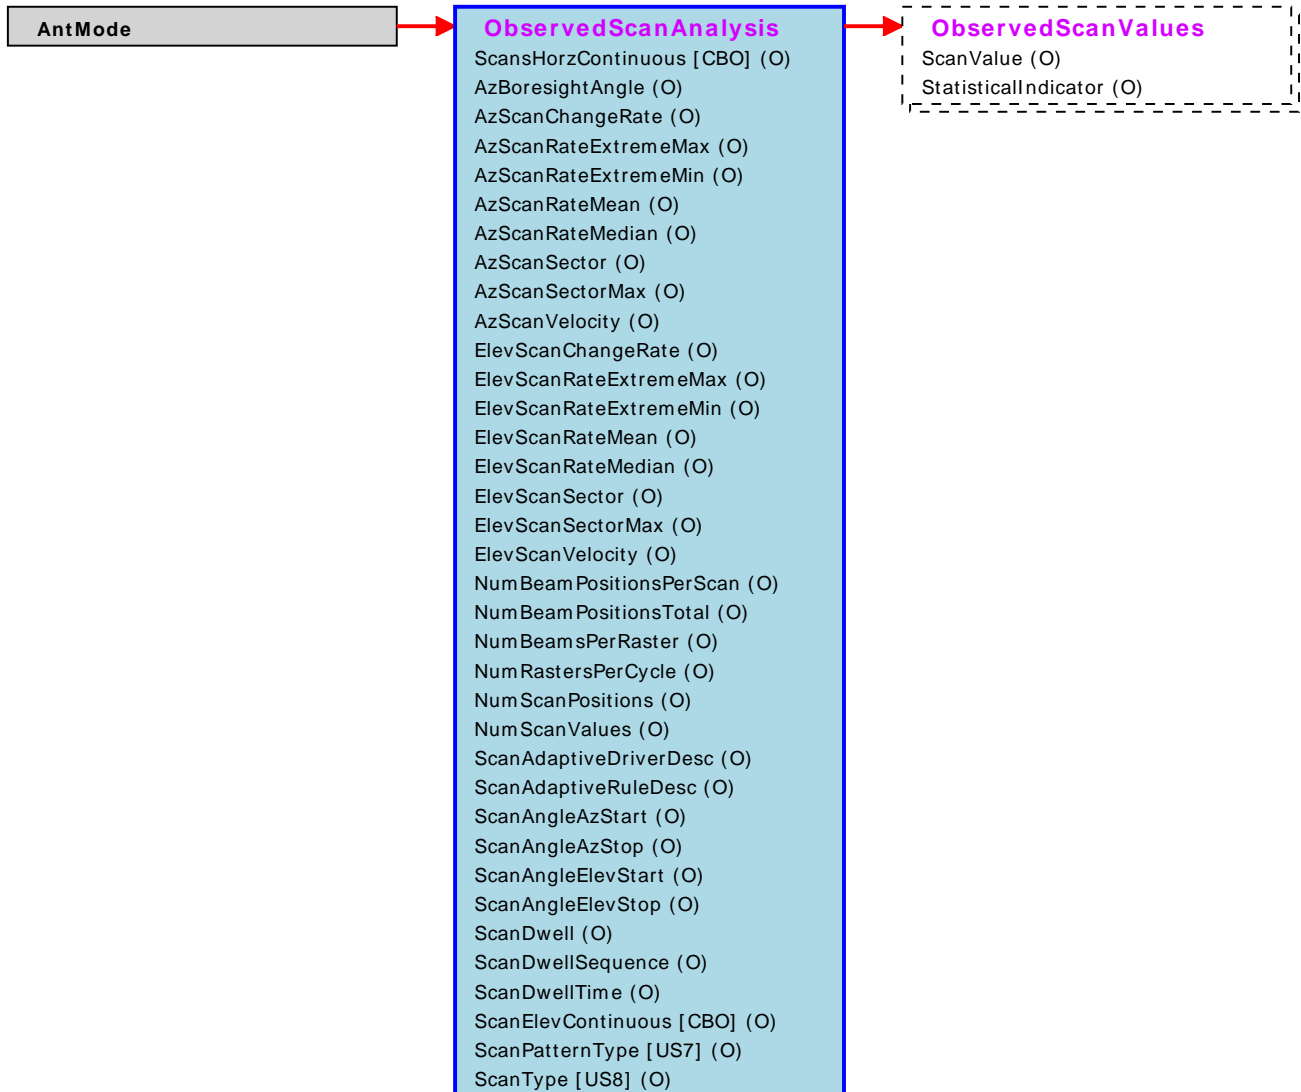 AntMode
ObservedScanAnalysis
ScansHorzContinuous [CBO] (O)
AzBoresightAngle (O)
AzScanChangeRate (O)
AzScanRateExtremeMax (O)
AzScanRateExtremeMin (O)
AzScanRateMean (O)
AzScanRateMedian (O)
AzScanSector (O)
AzScanSectorMax (O)
AzScanVelocity (O)
ElevScanChangeRate (O)
ElevScanRateExtremeMax (O)
ElevScanRateExtremeMin (O)
ElevScanRateMean (O)
ElevScanRateMedian (O)
ElevScanSector (O)
ElevScanSectorMax (O)
ElevScanVelocity (O)
NumBeamPositionsPerScan (O)
NumBeamPositionsTotal (O)
NumBeamsPerRaster (O)
NumRastersPerCycle (O)
NumScanPositions (O)
NumScanValues (O)
ScanAdaptiveDriverDesc (O)
ScanAdaptiveRuleDesc (O)
ScanAngleAzStart (O)
ScanAngleAzStop (O)
ScanAngleElevStart (O)
ScanAngleElevStop (O)
ScanDwell (O)
ScanDwellSequence (O)
ScanDwellTime (O)
ScanElevContinuous [CBO] (O)
ScanPatternType [US7] (O)
ScanType [US8] (O)
ObservedScanValues
ScanValue (O)
StatisticalIndicator (O)